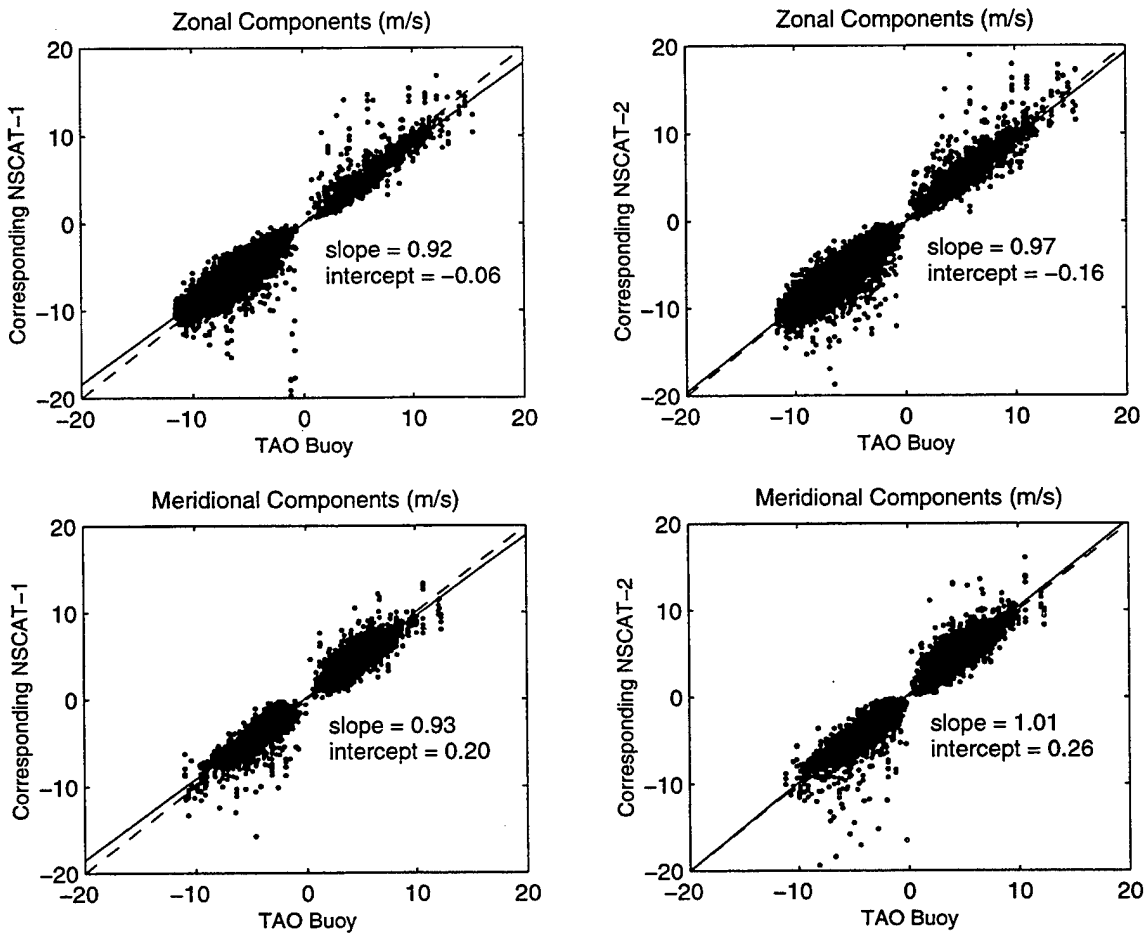 Zonal Components (m/s)
20
10
0
−10
−20
−20 −10 0 10 20
Corresponding NSCAT−1
TAO Buoy
slope = 0.92
intercept = −0.06
Zonal Components (m/s)
20
10
0
−10
−20
−20 −10 0 10 20
Corresponding NSCAT−2
TAO Buoy
slope = 0.97
intercept = −0.16
Meridional Components (m/s)
20
10
0
−10
−20
−20 −10 0 10 20
Corresponding NSCAT−1
TAO Buoy
slope = 0.93
intercept = 0.20
Meridional Components (m/s)
20
10
0
−10
−20
−20 −10 0 10 20
Corresponding NSCAT−2
TAO Buoy
slope = 1.01
intercept = 0.26